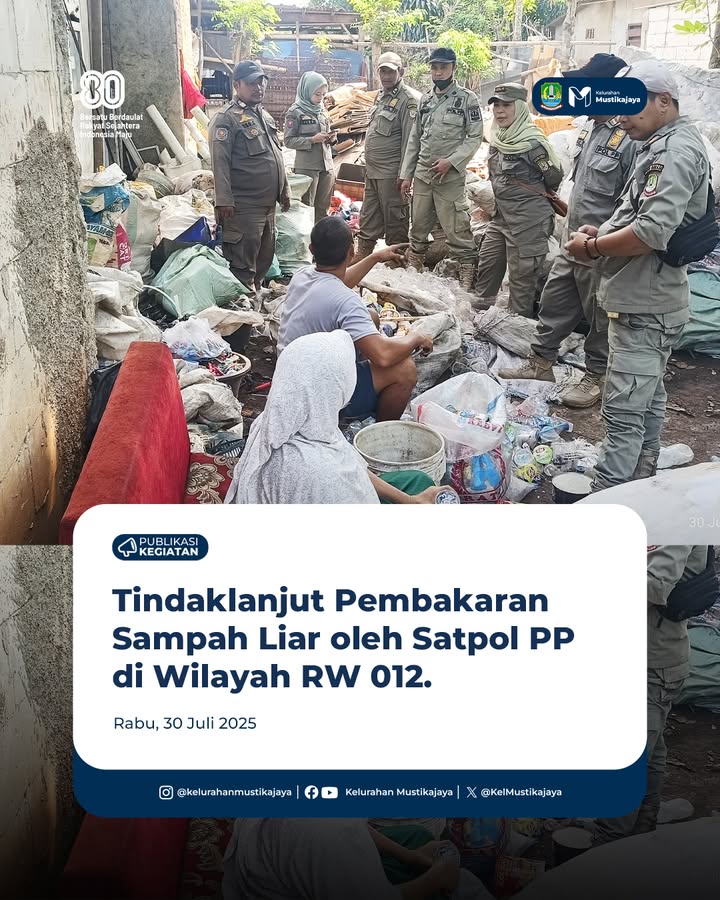 80
Bersatu Berdaulat
Rakyat Sejahtera
Indonesia Maju
Kelurahan
Mustikajaya
PUBLIKASI
KEGIATAN
Tindaklanjut Pembakaran
Sampah Liar oleh Satpol PP
di Wilayah RW 012.
Rabu, 30 Juli 2025
@kelurahanmustikajaya
Kelurahan Mustikajaya
@KelMustikajaya